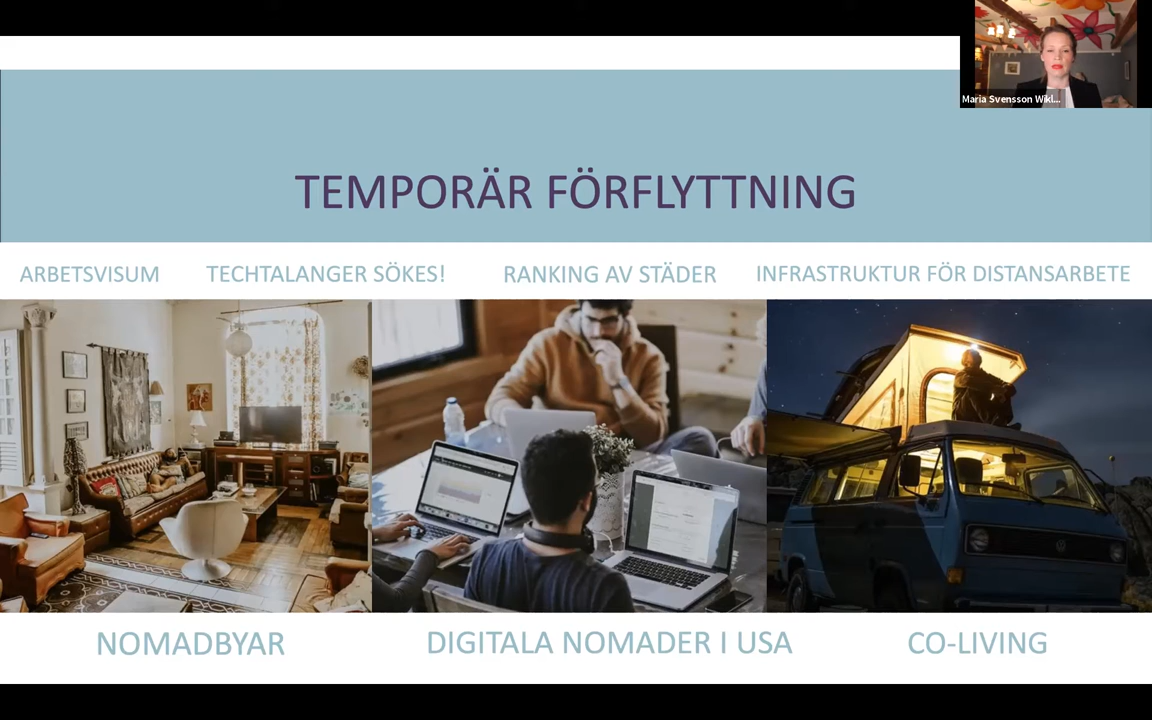 Maria Svensson Wikl...
TEMPORÄR FÖRFLYTTNING
ARBETSVISUM
TECHTALANGER SÖKES!
RANKING AV STÄDER
INFRASTRUKTUR FÖR DISTANSARBETE
NOMADBYAR
DIGITALA NOMADER I USA
CO-LIVING